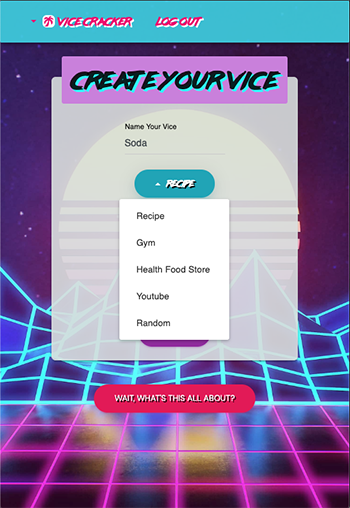 VICE CRACKER LOG OUT
CREATE YOUR VICE
Name Your Vice
Soda
RECIPE
Recipe
Gym
Health Food Store
Youtube
Random
WAIT, WHAT'S THIS ALL ABOUT?